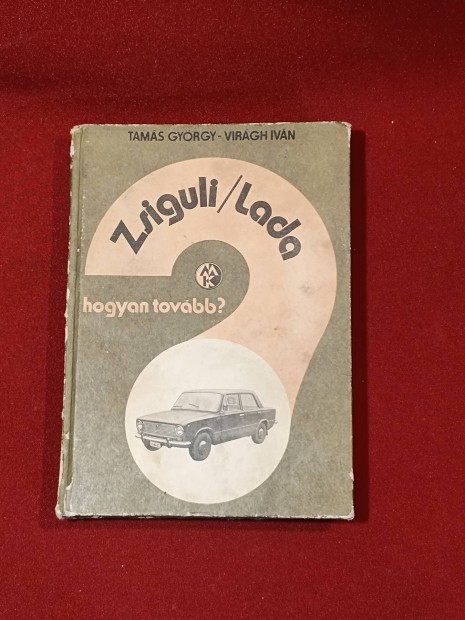 TAMÁS GYÖRGY - VIRÁGH IVÁN
Zsiguli/Lada
MK
hogyan tovább?